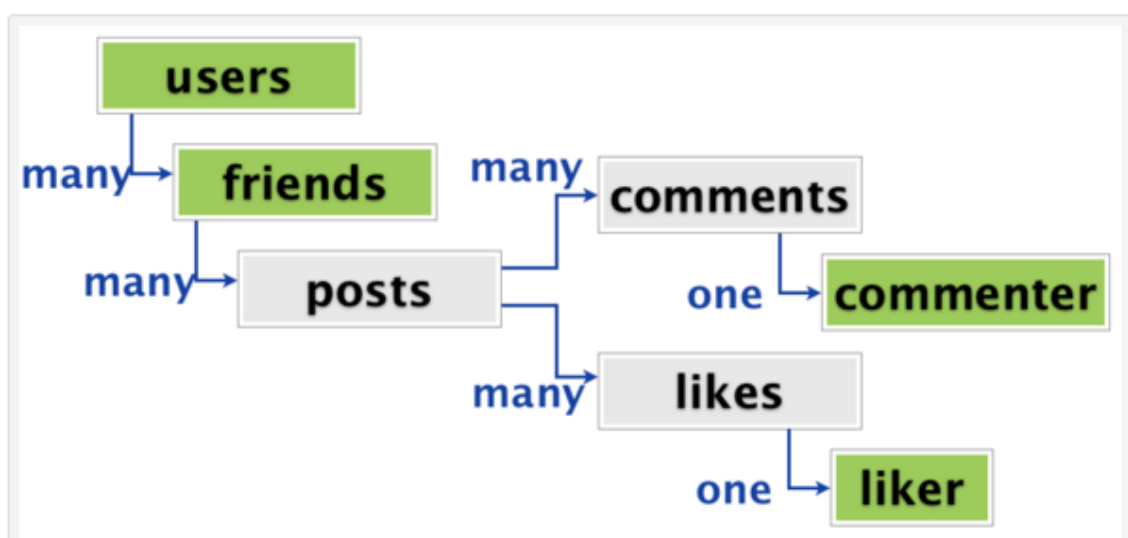 users
many
friends
many
posts
many
comments
one
commenter
many
likes
one
liker